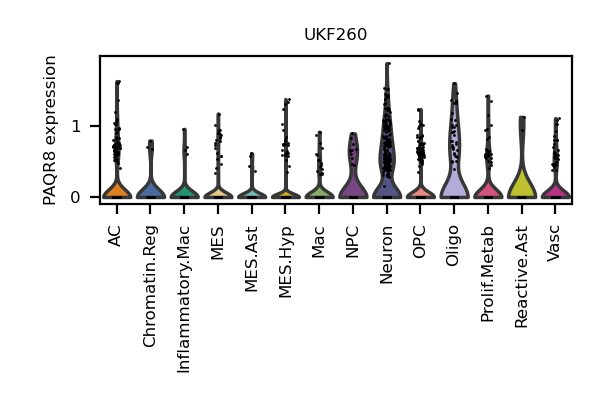 UKF260
PAQR8 expression
1
0
AC
Chromatin.Reg
Inflammatory.Mac
MES
MES.Ast
MES.Hyp
Mac
NPC
Neuron
OPC
Oligo
Prolif.Metab
Reactive.Ast
Vasc